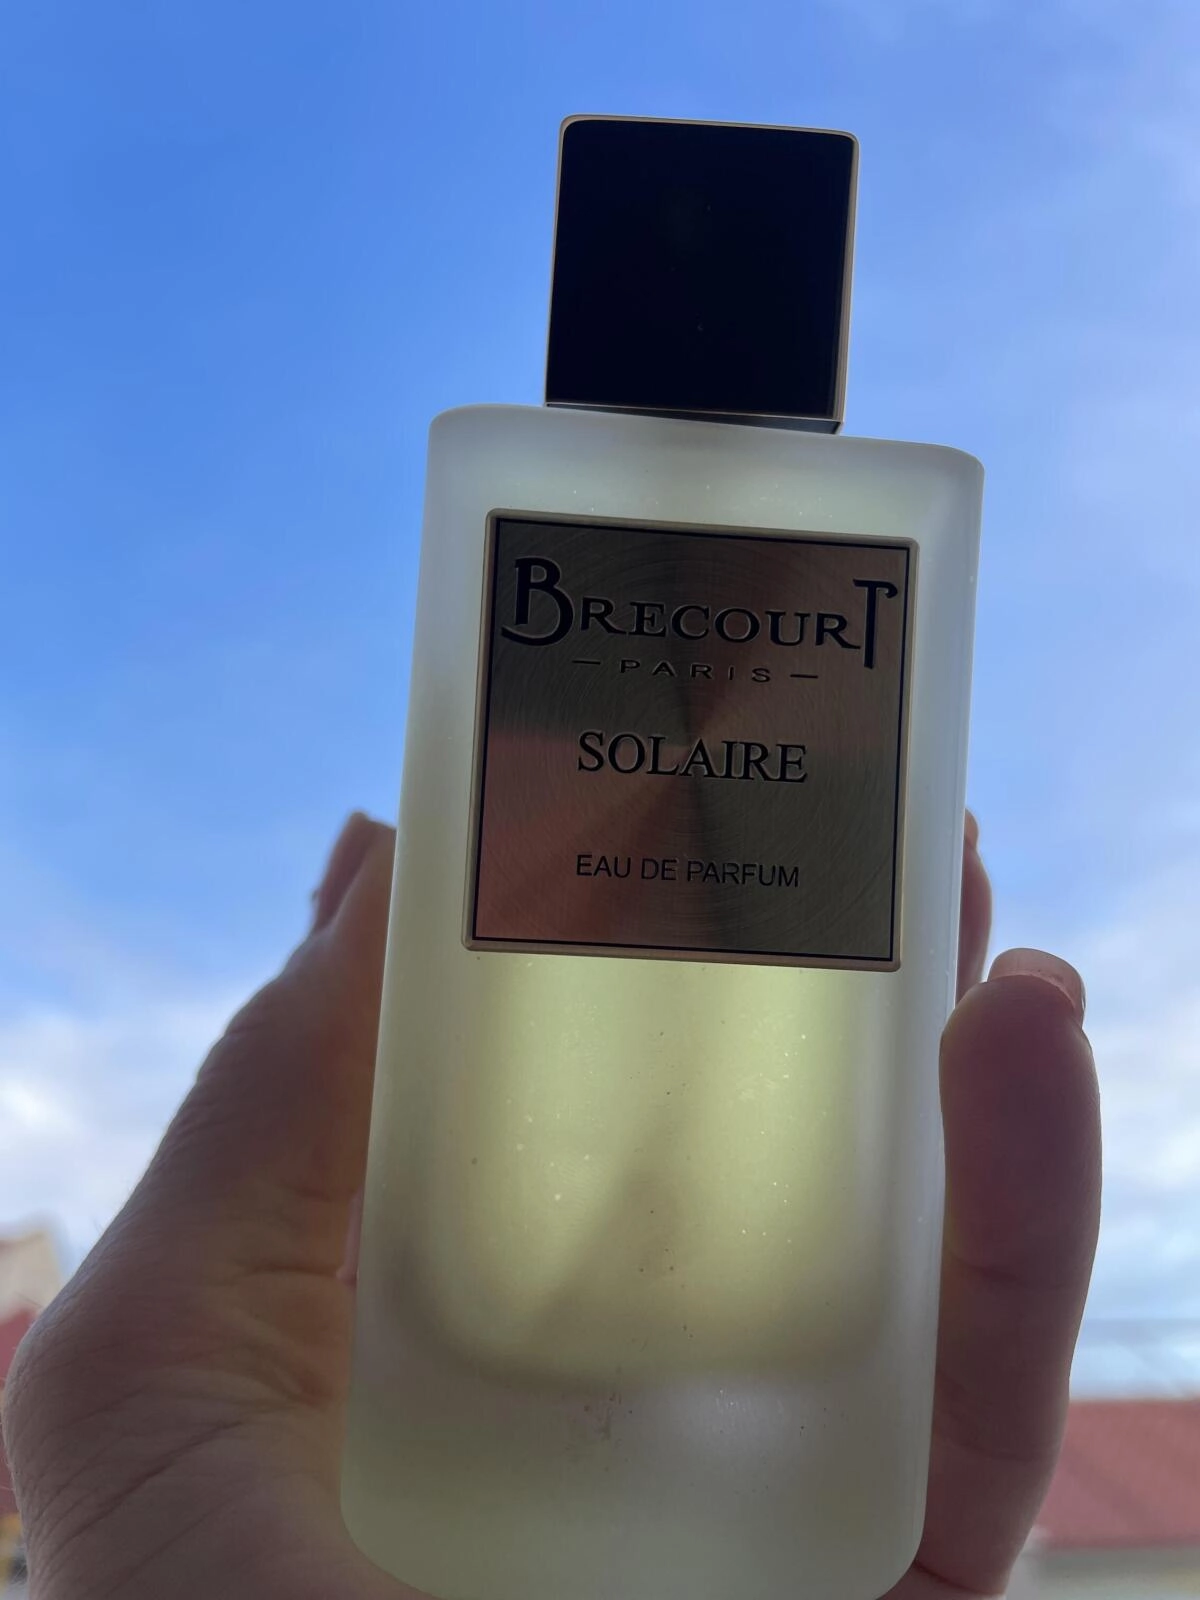 BRECOURT
— PARIS —
SOLAIRE
EAU DE PARFUM